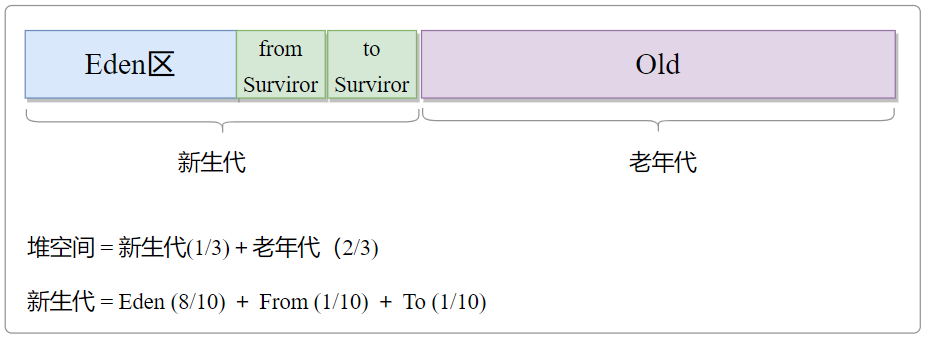 Eden区
from
Surviror
to
Surviror
Old
新生代
老年代
堆空间 = 新生代(1/3) + 老年代（2/3)
新生代 = Eden (8/10) + From (1/10) + To (1/10)